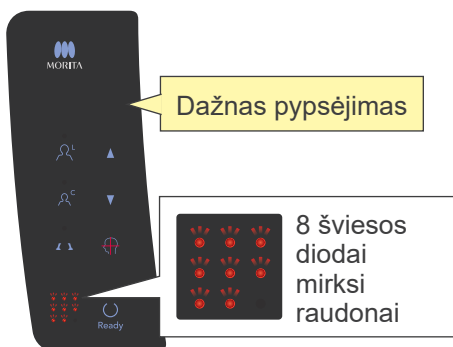 MORITA
Dažnas pypsėjimas
L
C
8 šviesos
diodai
mirksi
raudonai
Ready